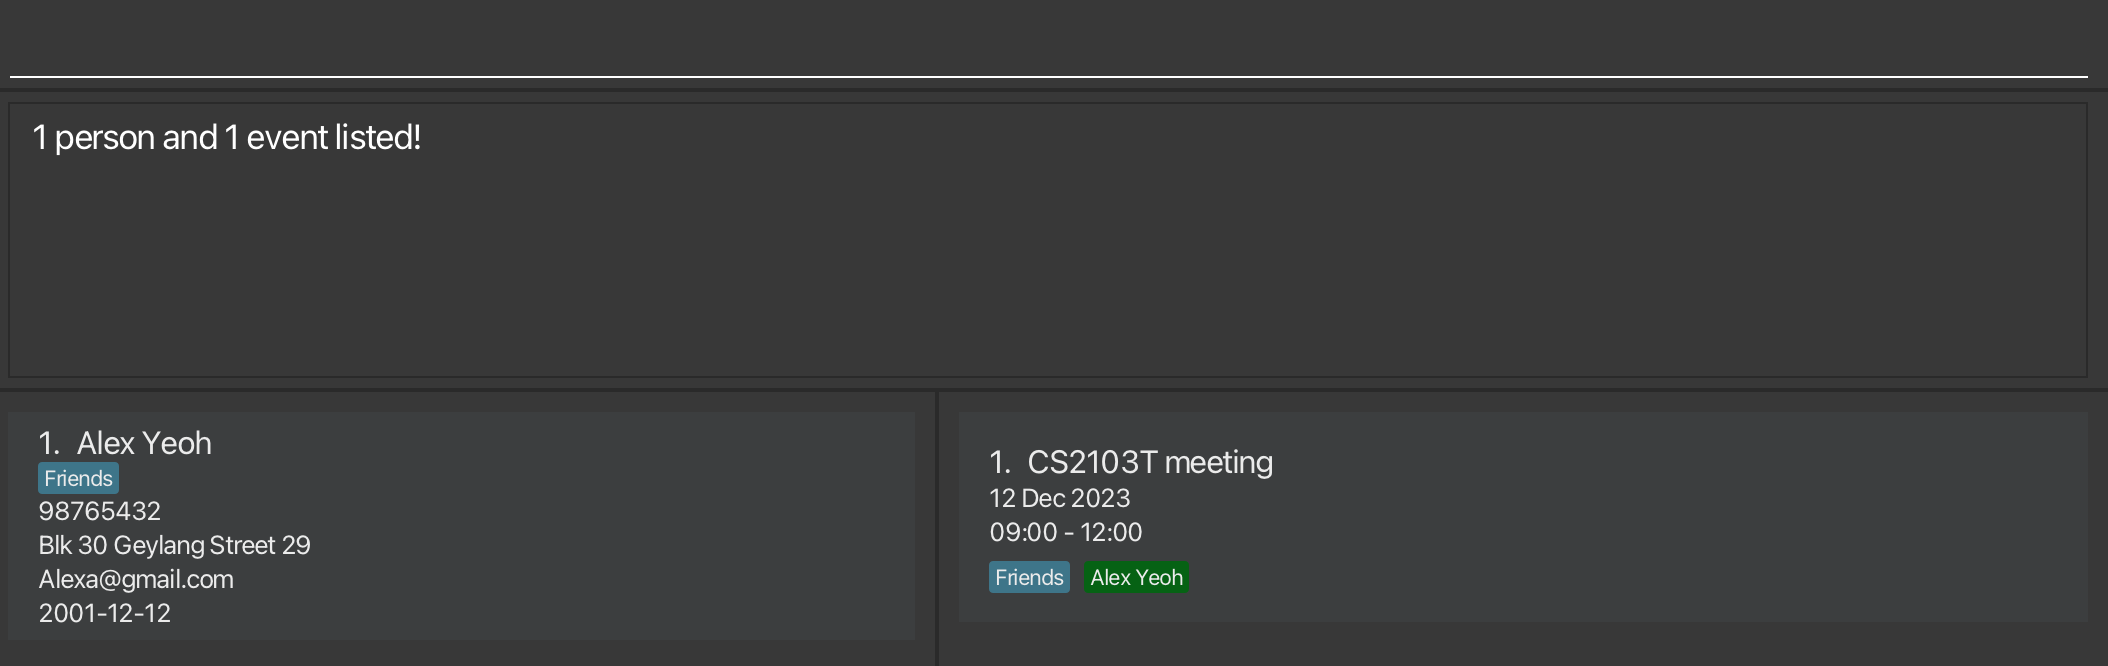 1 person and 1 event listed!
1. Alex Yeoh
Friends
98765432
Blk 30 Geylang Street 29
Alexa@gmail.com
2001-12-12
1. CS2103T meeting
12 Dec 2023
09:00 - 12:00
Friends Alex Yeoh